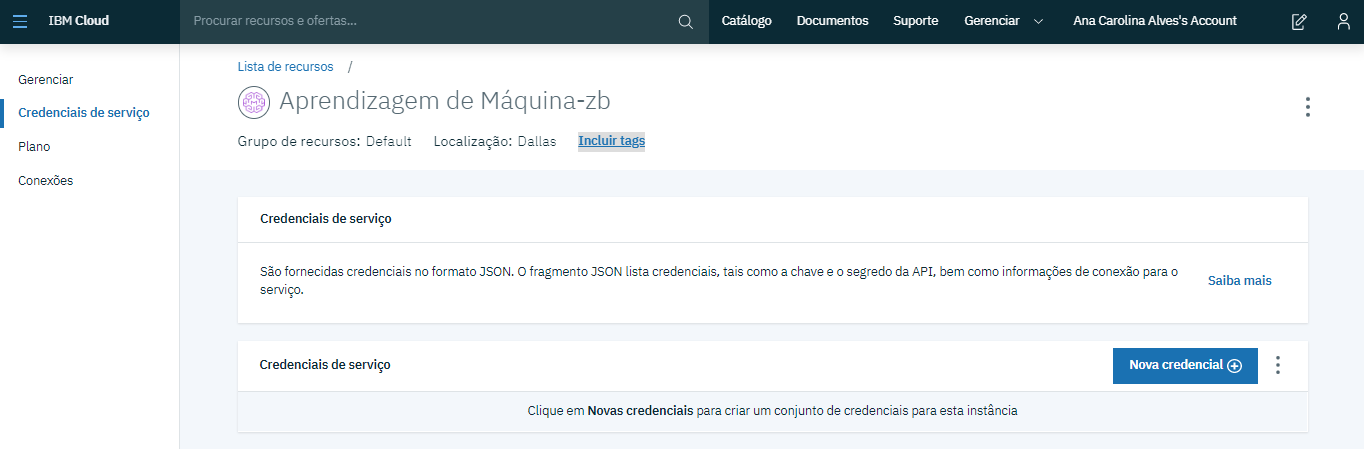 IBM Cloud
Procurar recursos e ofertas...
Catálogo
Documentos
Suporte
Gerenciar
Ana Carolina Alves's Account
Gerenciar
Credenciais de serviço
Plano
Conexões
Lista de recursos /
Aprendizagem de Máquina-zb
Grupo de recursos: Default Localização: Dallas Incluir tags
Credenciais de serviço
São fornecidas credenciais no formato JSON. O fragmento JSON lista credenciais, tais como a chave e o segredo da API, bem como informações de conexão para o
serviço.
Saiba mais
Credenciais de serviço
Nova credencial
Clique em Novas credenciais para criar um conjunto de credenciais para esta instância